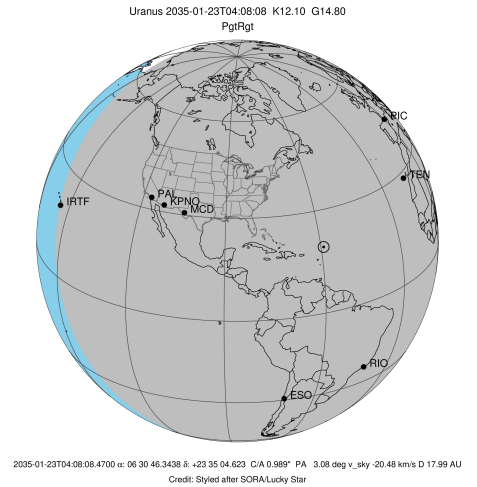 Uranus 2035-01-23T04:08:08 K12.10 G14.80
PgtRgt
RIC
TEN
PAL
KPNO
MCD
IRTF
RIO
ESO
2035-01-23T04:08:08.4700 α: 06 30 46.3438 δ: +23 35 04.623 C/A 0.989" PA 3.08 deg v_sky -20.48 km/s D 17.99 AU
Credit: Styled after SORA/Lucky Star